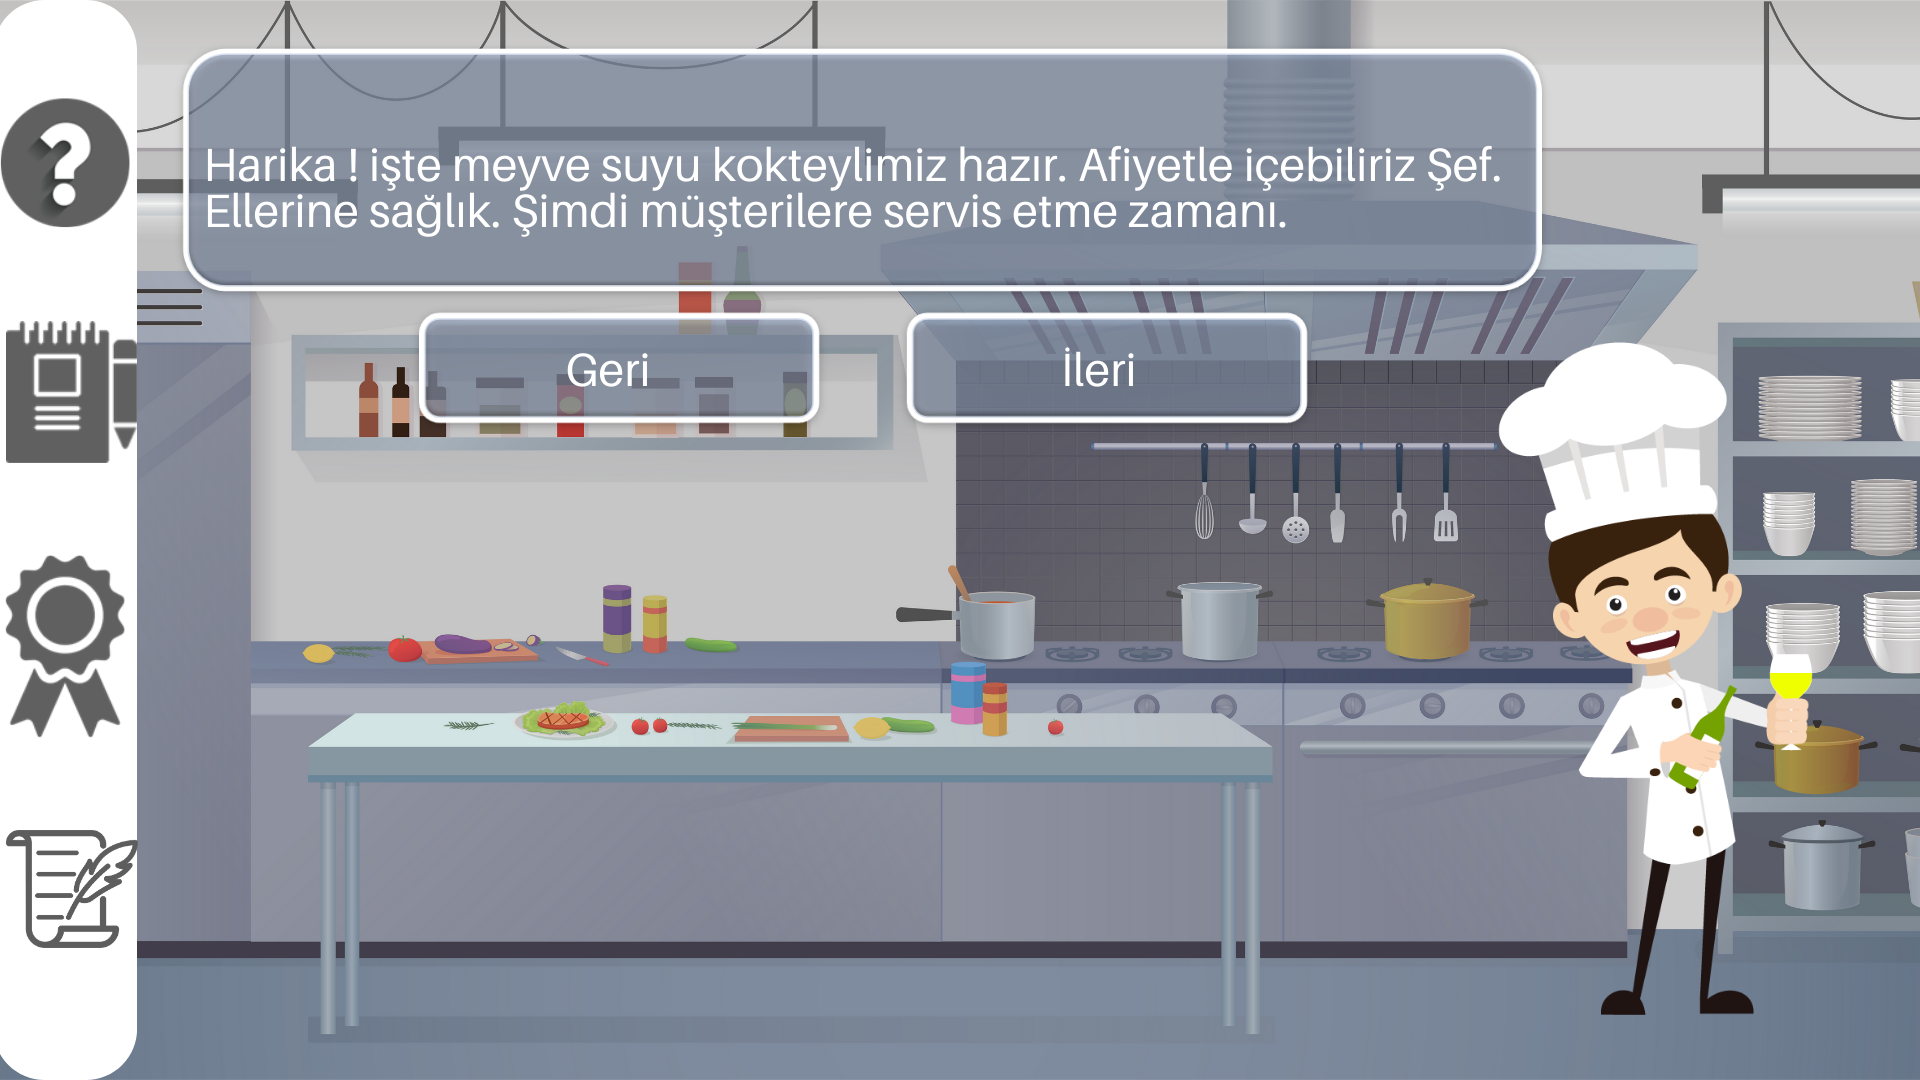 Harika ! işte meyve suyu kokteylimiz hazır. Afiyetle içebiliriz Şef.
Ellerine sağlık. Şimdi müşterilere servis etme zamanı.
Geri
İleri